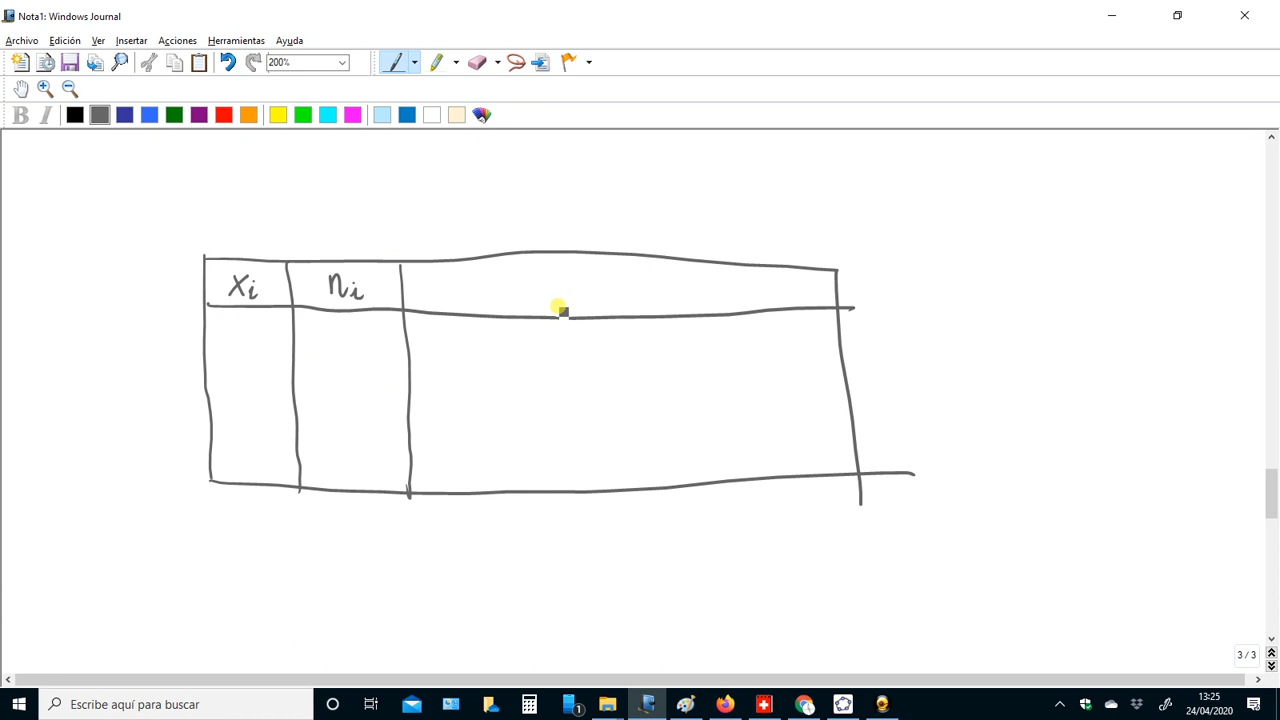 Nota1: Windows Journal
Archivo Edición Ver Insertar Acciones Herramientas Ayuda
200%
B I
xi ni
3 / 3
Escribe aquí para buscar
1
13:25
24/04/2020